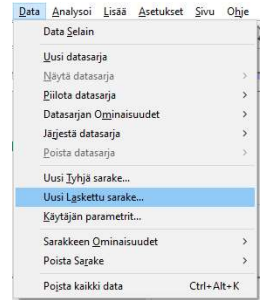 Data Analysoi Lisää Asetukset Sivu Ohje
Data Selain
Uusi datasarja
Näytä datasarja
Piilota datasarja
Datasarjan Ominaisuudet
Järjestä datasarja
Poista datasarja
Uusi Tyhjä sarake...
Uusi Laskettu sarake...
Käytäjän parametrit...
Sarakkeen Ominaisuudet
Poista Sarake
Poista kaikki data Ctrl+Alt+K